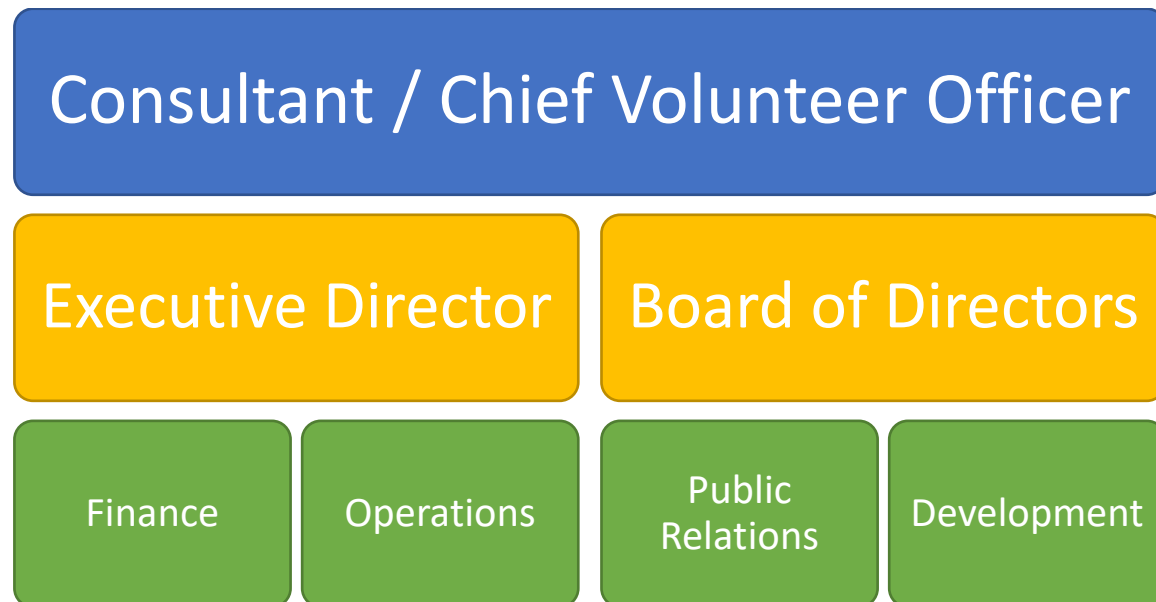 Consultant / Chief Volunteer Officer
Executive Director
Board of Directors
Finance
Operations
Public
Relations
Development